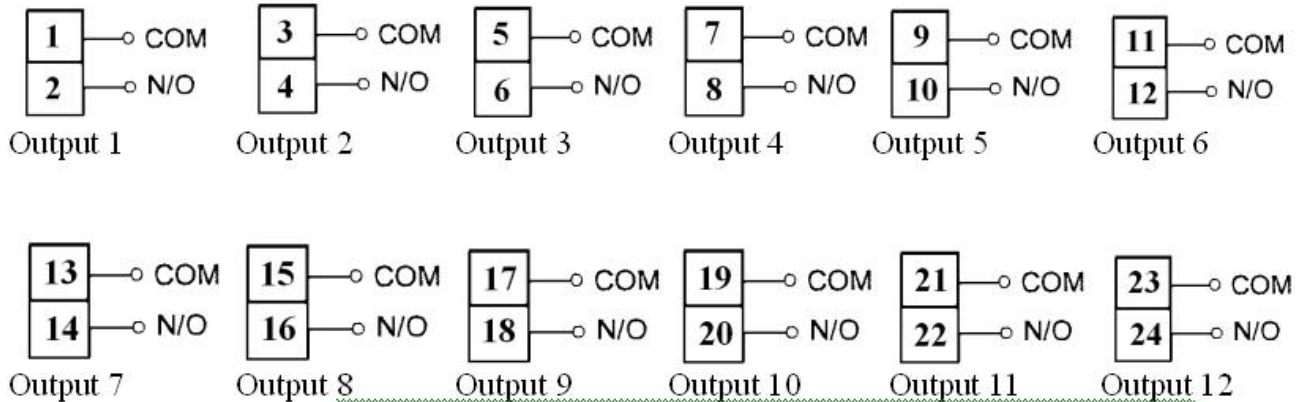 1 COM 3 COM 5 COM 7 COM 9 COM 11 COM
2 N/O 4 N/O 6 N/O 8 N/O 10 N/O 12 N/O
Output 1 Output 2 Output 3 Output 4 Output 5 Output 6
13 COM 15 COM 17 COM 19 COM 21 COM 23 COM
14 N/O 16 N/O 18 N/O 20 N/O 22 N/O 24 N/O
Output 7 Output 8 Output 9 Output 10 Output 11 Output 12